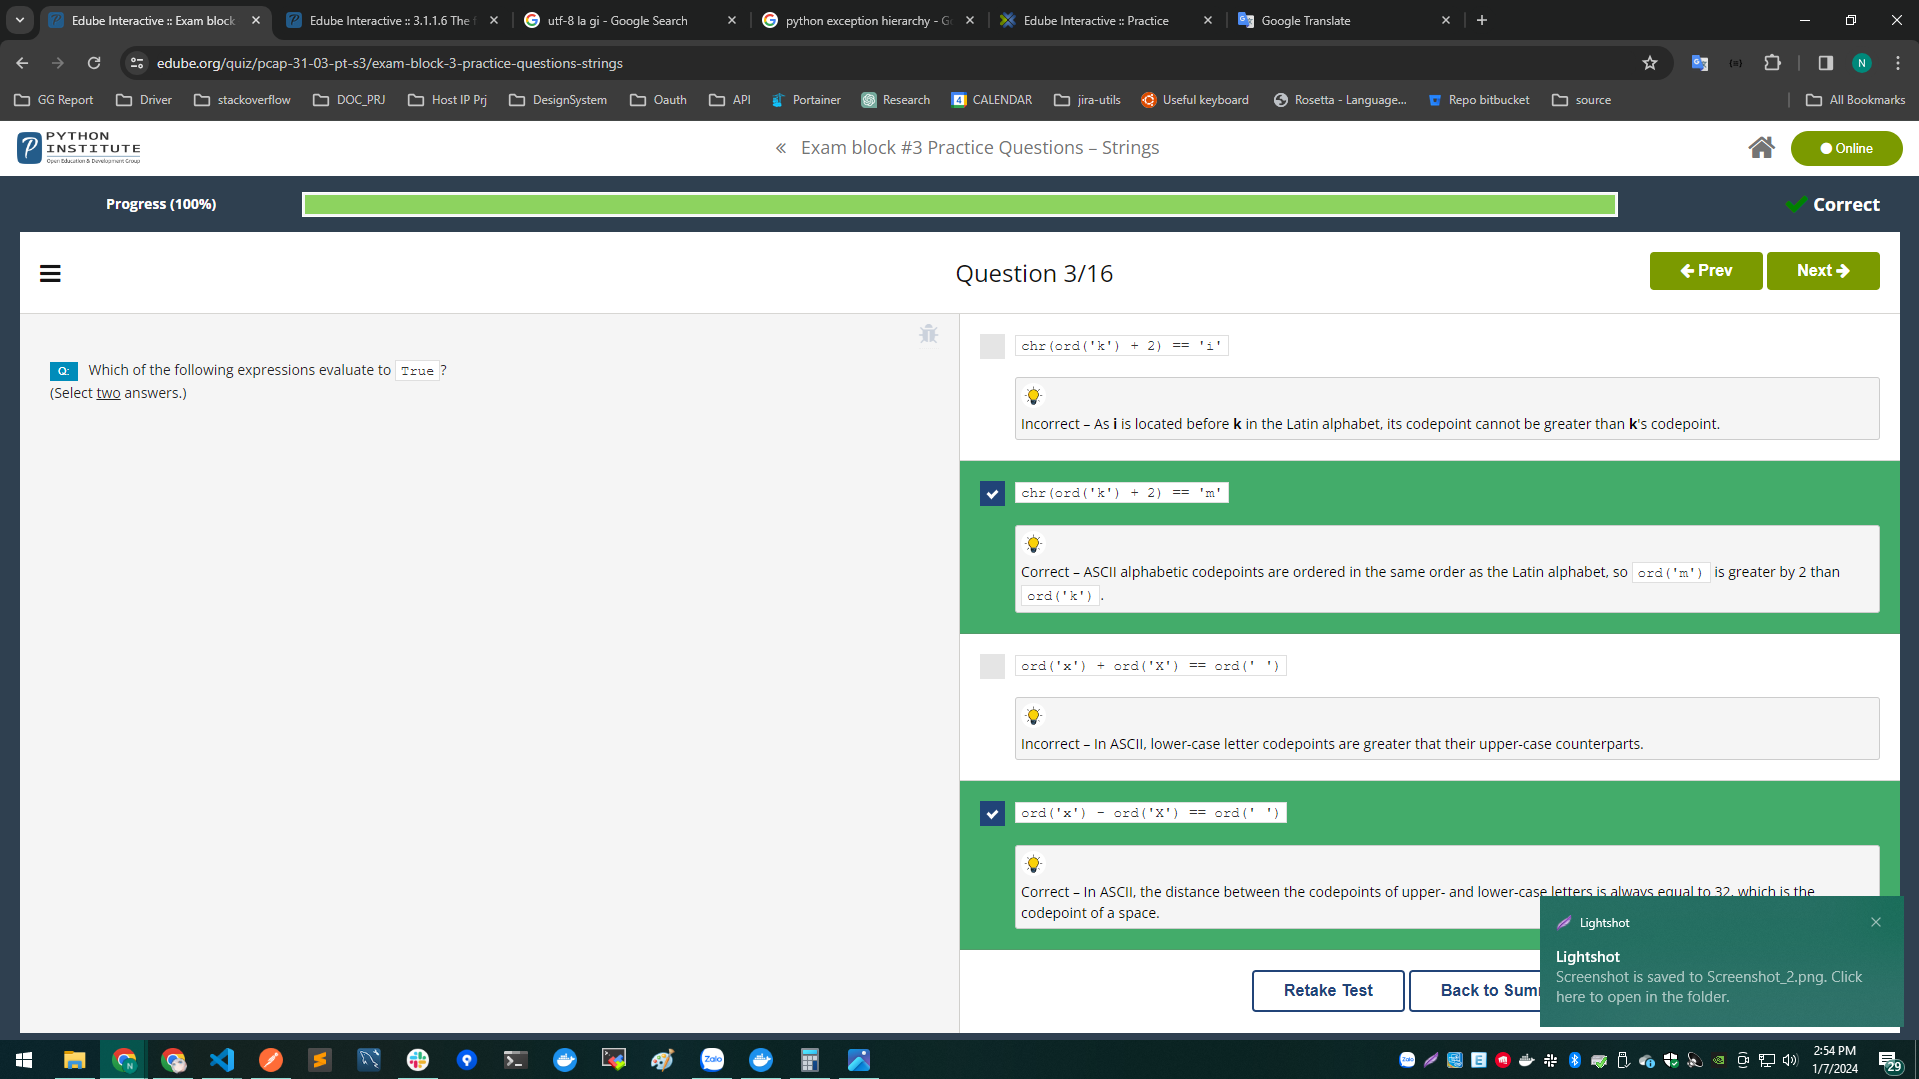 Edube Interactive :: Exam block
Edube Interactive :: 3.1.1.6 The f
utf-8 la gi - Google Search
python exception hierarchy - G
Edube Interactive :: Practice
Google Translate
edube.org/quiz/pcap-31-03-pt-s3/exam-block-3-practice-questions-strings
N
GG Report
Driver
stackoverflow
DOC_PRJ
Host IP Prj
DesignSystem
Oauth
API
Portainer
Research
4 CALENDAR
jira-utils
Useful keyboard
Rosetta - Language...
Repo bitbucket
source
All Bookmarks
PYTHON
INSTITUTE
Open Education & Development Group
« Exam block #3 Practice Questions – Strings
Online
Progress (100%)
Correct
Question 3/16
Prev
Next
Q: Which of the following expressions evaluate to True ?
(Select two answers.)
chr(ord('k') + 2) == 'i'
Incorrect – As i is located before k in the Latin alphabet, its codepoint cannot be greater than k's codepoint.
chr(ord('k') + 2) == 'm'
Correct – ASCII alphabetic codepoints are ordered in the same order as the Latin alphabet, so ord('m') is greater by 2 than
ord('k') .
ord('x') + ord('X') == ord(' ')
Incorrect – In ASCII, lower-case letter codepoints are greater that their upper-case counterparts.
ord('x') - ord('X') == ord(' ')
Correct – In ASCII, the distance between the codepoints of upper- and lower-case letters is always equal to 32, which is the
codepoint of a space.
Retake Test
Back to Sum
Lightshot
Lightshot
Screenshot is saved to Screenshot_2.png. Click
here to open in the folder.
N
Zalo
Zalo
E
2:54 PM
1/7/2024
29